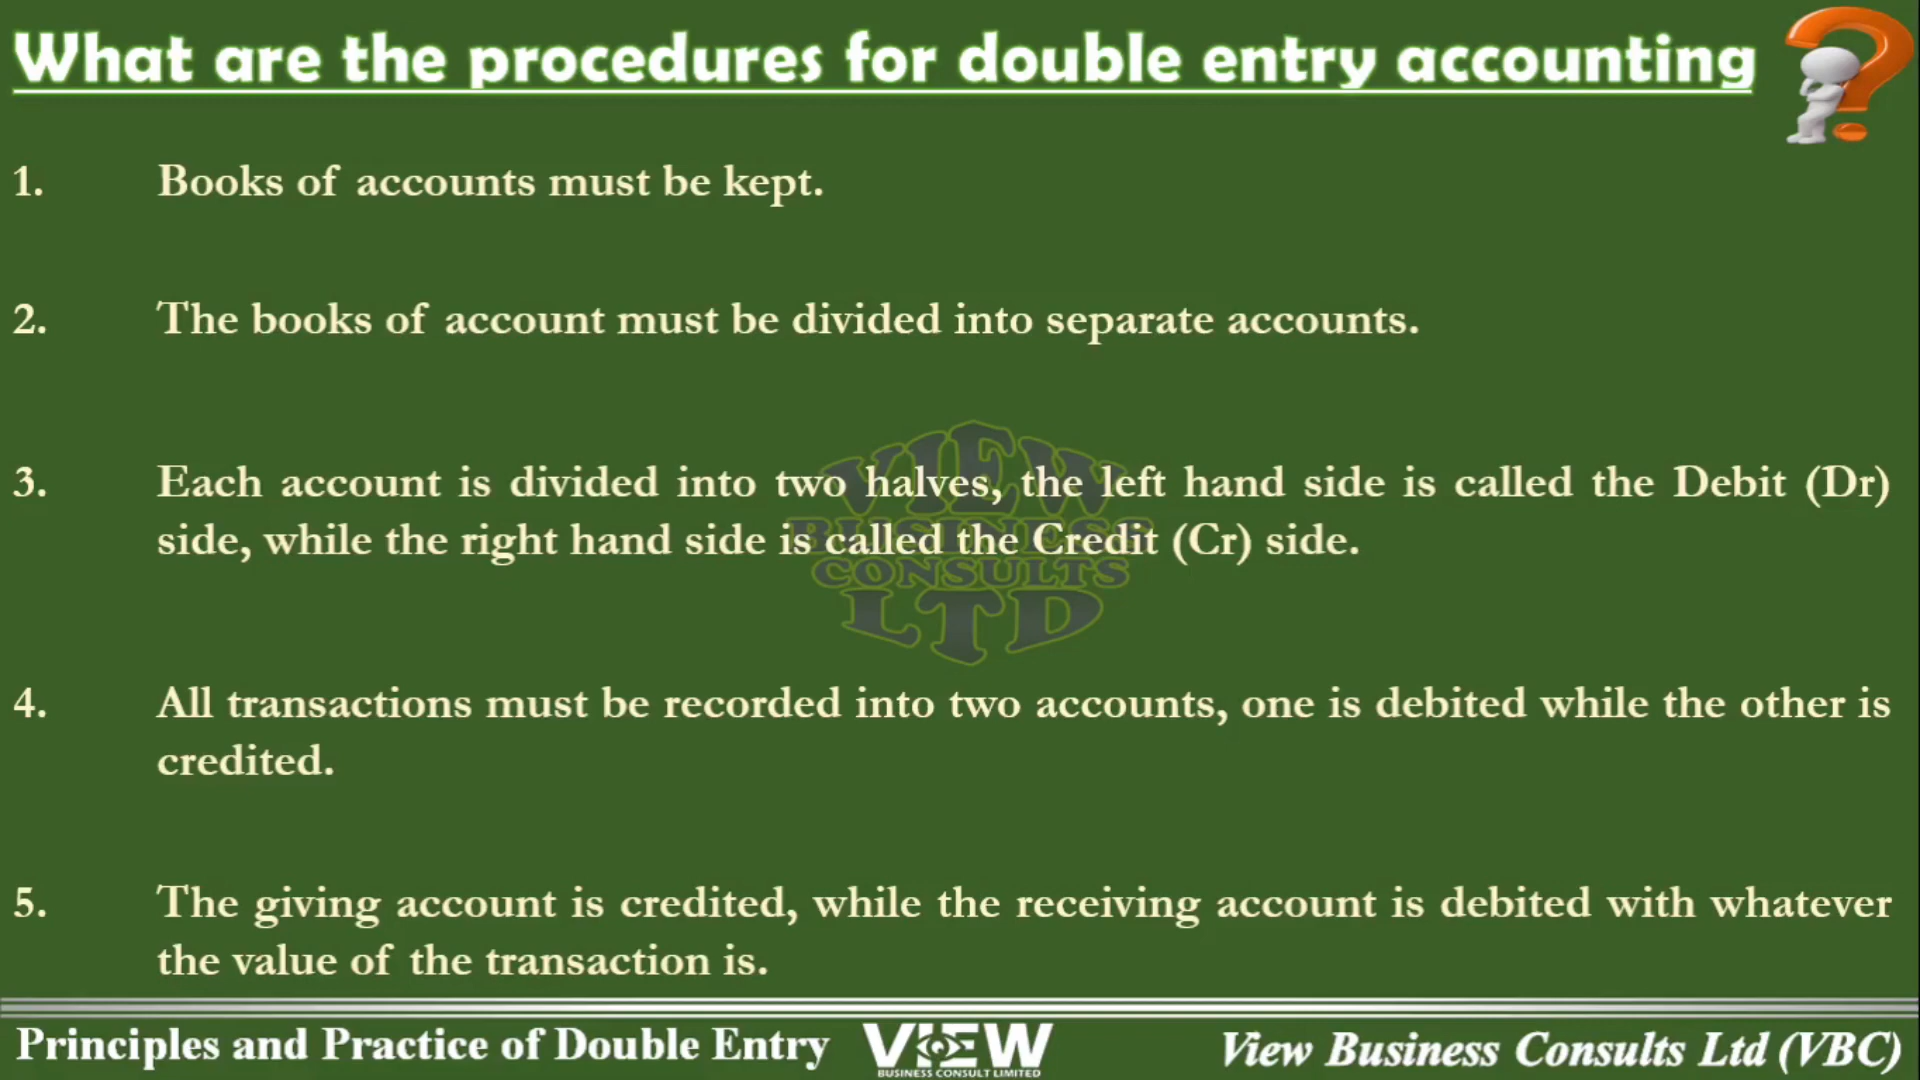 What are the procedures for double entry accounting
1. Books of accounts must be kept.
2. The books of account must be divided into separate accounts.
3. Each account is divided into two halves, the left hand side is called the Debit (Dr)
side, while the right hand side is called the Credit (Cr) side.
VIEW
BUSINESS
CONSULTS
LTD
4. All transactions must be recorded into two accounts, one is debited while the other is
credited.
5. The giving account is credited, while the receiving account is debited with whatever
the value of the transaction is.
Principles and Practice of Double Entry
VIEW
BUSINESS CONSULT LIMITED
View Business Consults Ltd (VBC)